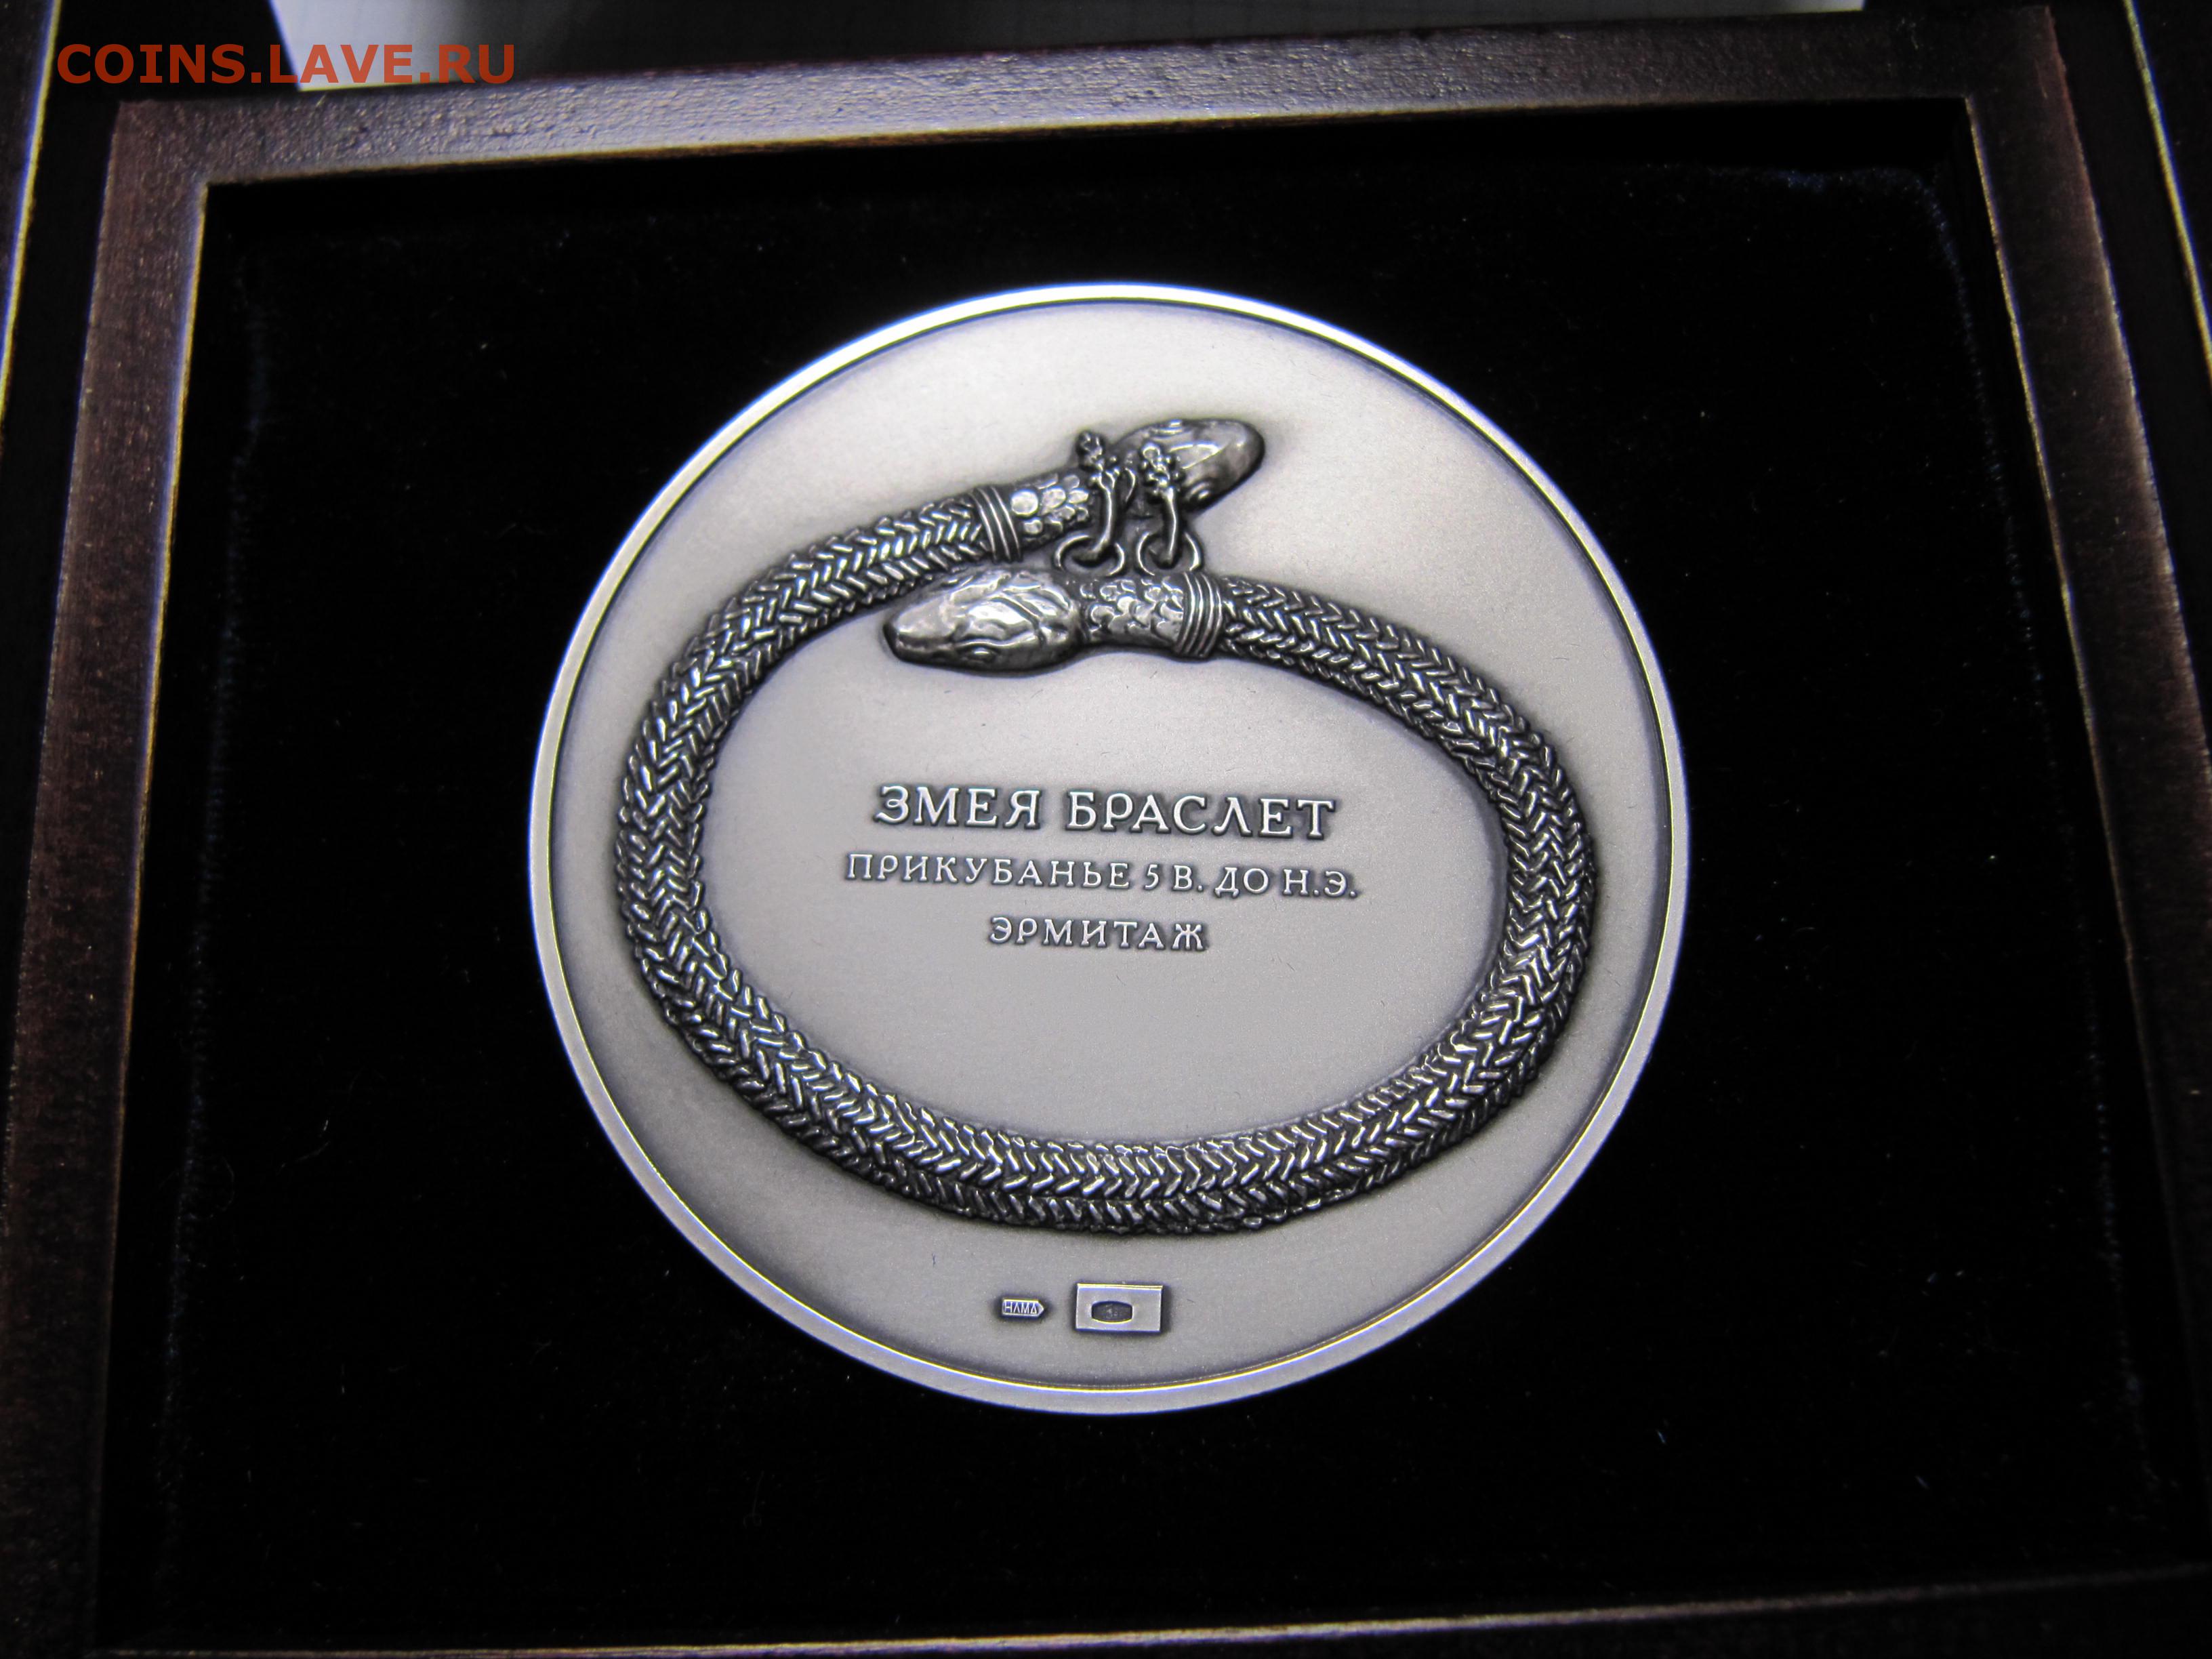 COINS.LAVE.RU
ЗМЕЯ БРАСЛЕТ
ПРИКУБАНЬЕ 5 В. ДО Н.Э.
ЭРМИТАЖ